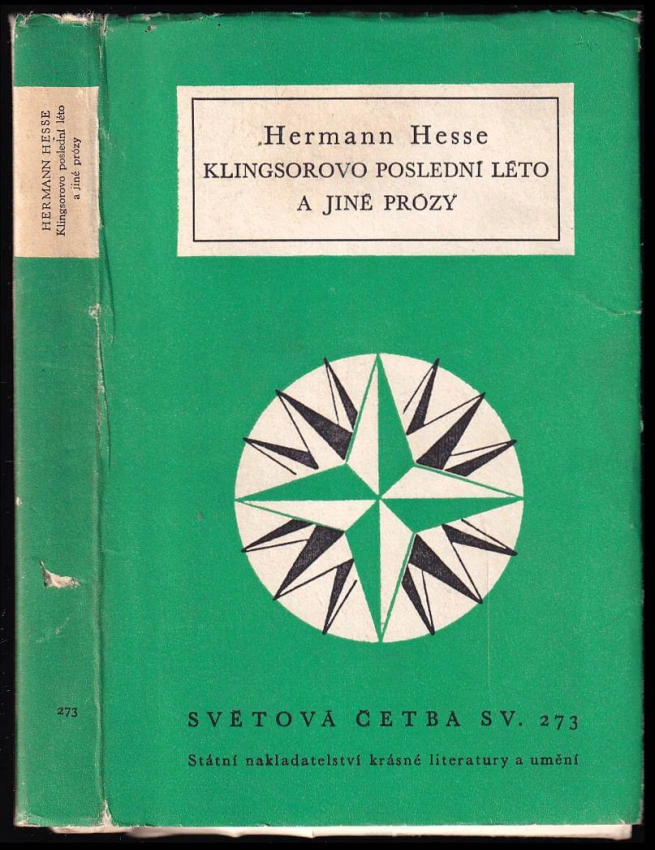 HERMANN HESSE
Klingsorovo poslední léto
a jiné prózy
273
Hermann Hesse
KLINGSOROVO POSLEDNÍ LÉTO
A JINÉ PRÓZY
SVĚTOVÁ ČETBA SV. 273
Státní nakladatelství krásné literatury a umění